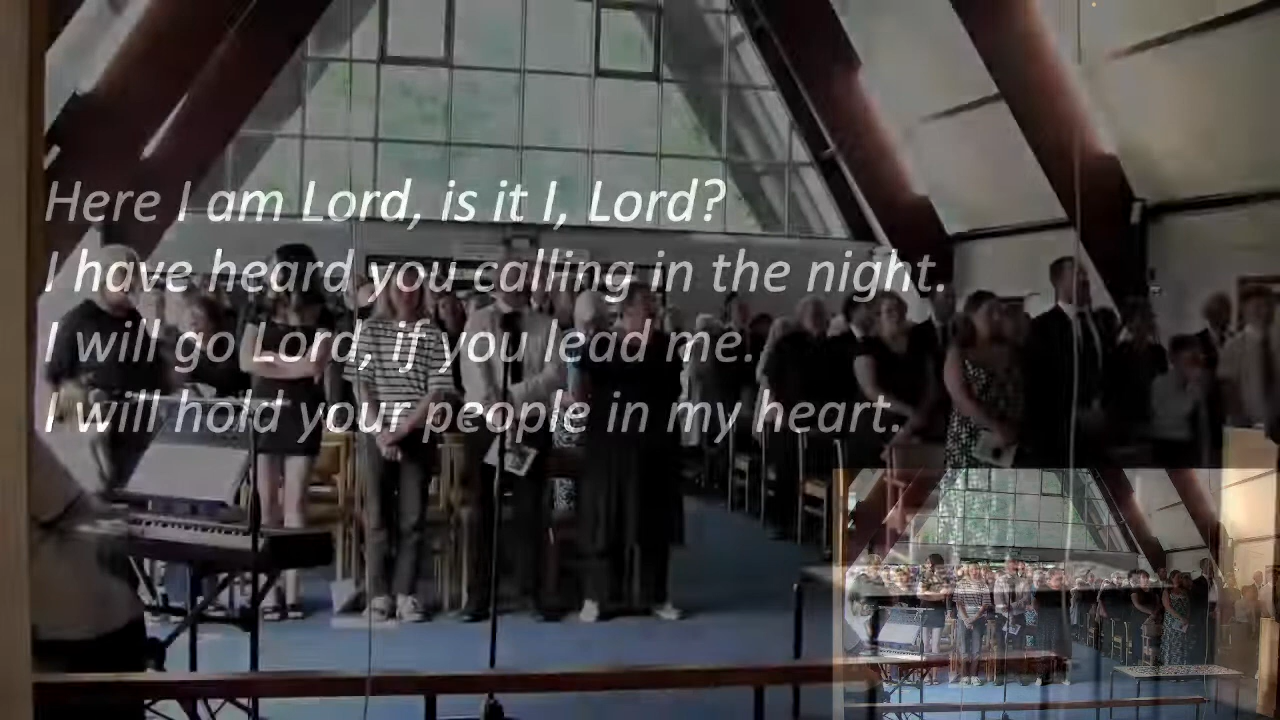 Here I am Lord, is it I, Lord?
I have heard you calling in the night.
I will go Lord, if you lead me.
I will hold your people in my heart.